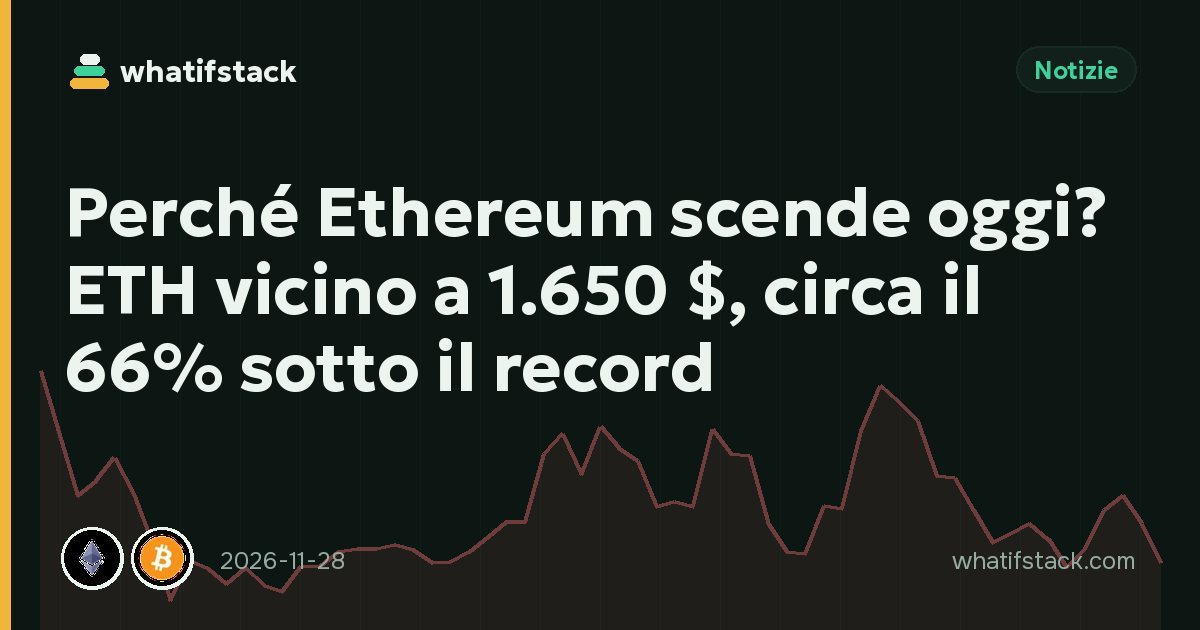 whatifstack
Notizie
Perché Ethereum scende oggi?
ETH vicino a 1.650 $, circa il
66% sotto il record
2026-11-28
whatifstack.com